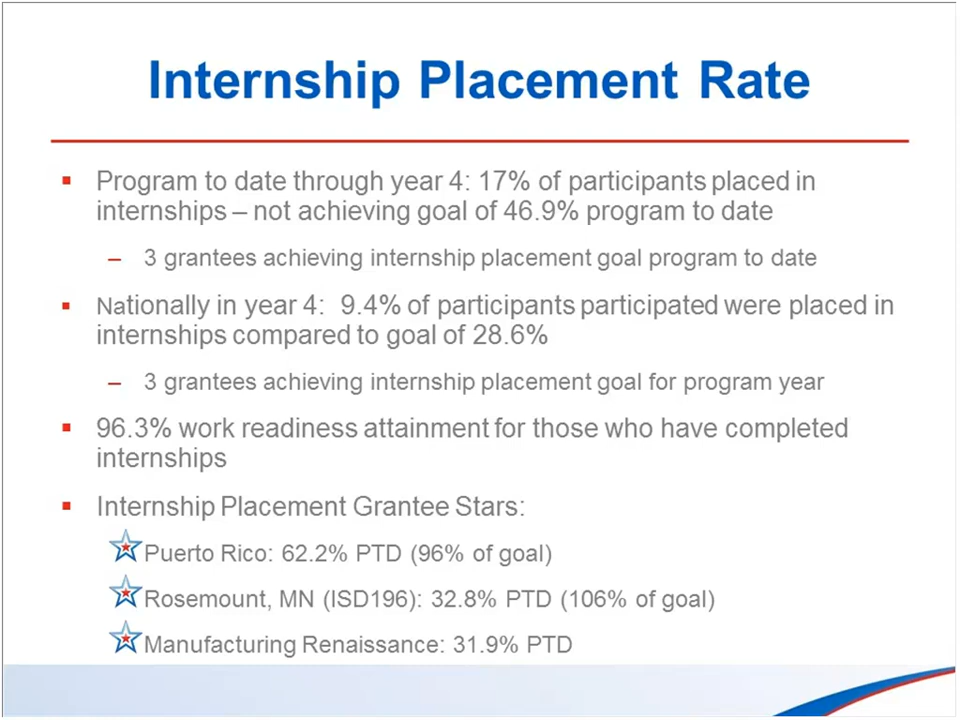 Internship Placement Rate
Program to date through year 4: 17% of participants placed in
internships – not achieving goal of 46.9% program to date
– 3 grantees achieving internship placement goal program to date
Nationally in year 4:  9.4% of participants participated were placed in
internships compared to goal of 28.6%
– 3 grantees achieving internship placement goal for program year
96.3% work readiness attainment for those who have completed
internships
Internship Placement Grantee Stars:
Puerto Rico: 62.2% PTD (96% of goal)
Rosemount, MN (ISD196): 32.8% PTD (106% of goal)
Manufacturing Renaissance: 31.9% PTD